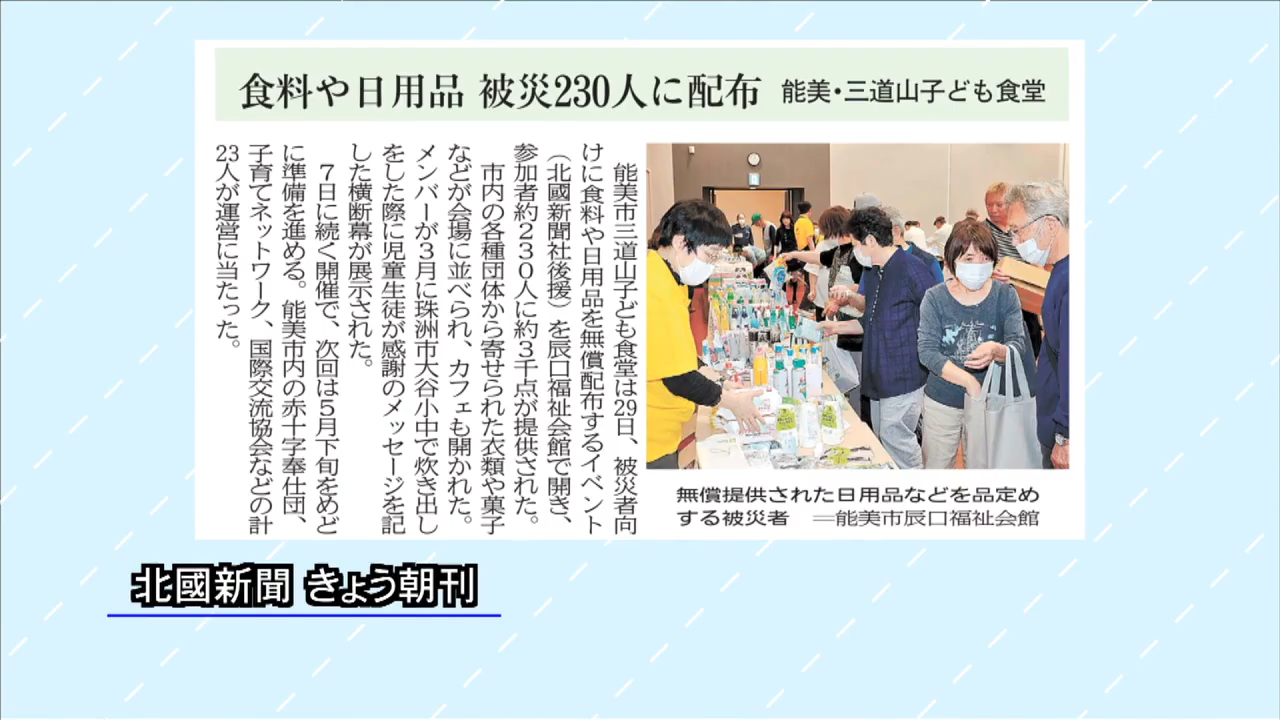 食料や日用品 被災230人に配布 能美・三道山子ども食堂
能美市三道山子ども食堂は29日、被災者向
けに食料や日用品を無償配布するイベント
（北國新聞社後援）を辰口福祉会館で開き、
参加者約２３０人に約３千点が提供された。
市内の各種団体から寄せられた衣類や菓子
などが会場に並べられ、カフェも開かれた。
メンバーが３月に珠洲市大谷小中で炊き出し
をした際に児童生徒が感謝のメッセージを記
した横断幕が展示された。
７日に続く開催で、次回は５月下旬をめど
に準備を進める。能美市内の赤十字奉仕団、
子育てネットワーク、国際交流協会などの計
23人が運営に当たった。
無償提供された日用品などを品定め
する被災者 ＝能美市辰口福祉会館
北國新聞 きょう朝刊